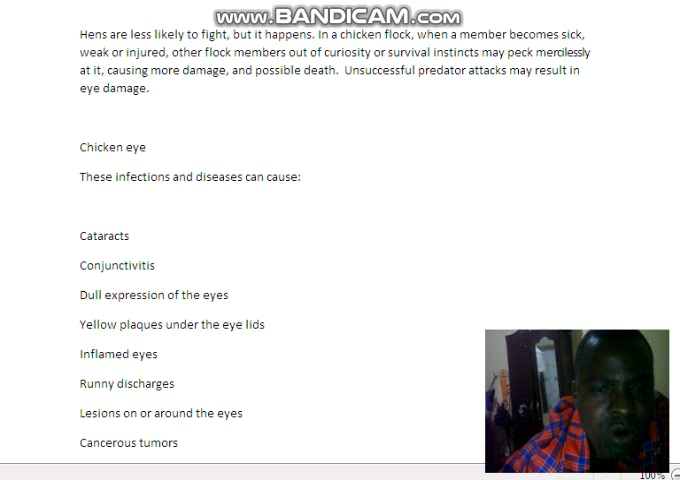 www.BANDICAM.com
Hens are less likely to fight, but it happens. In a chicken flock, when a member becomes sick,
weak or injured, other flock members out of curiosity or survival instincts may peck mercilessly
at it, causing more damage, and possible death.  Unsuccessful predator attacks may result in
eye damage.
Chicken eye
These infections and diseases can cause:
Cataracts
Conjunctivitis
Dull expression of the eyes
Yellow plaques under the eye lids
Inflamed eyes
Runny discharges
Lesions on or around the eyes
Cancerous tumors
100%